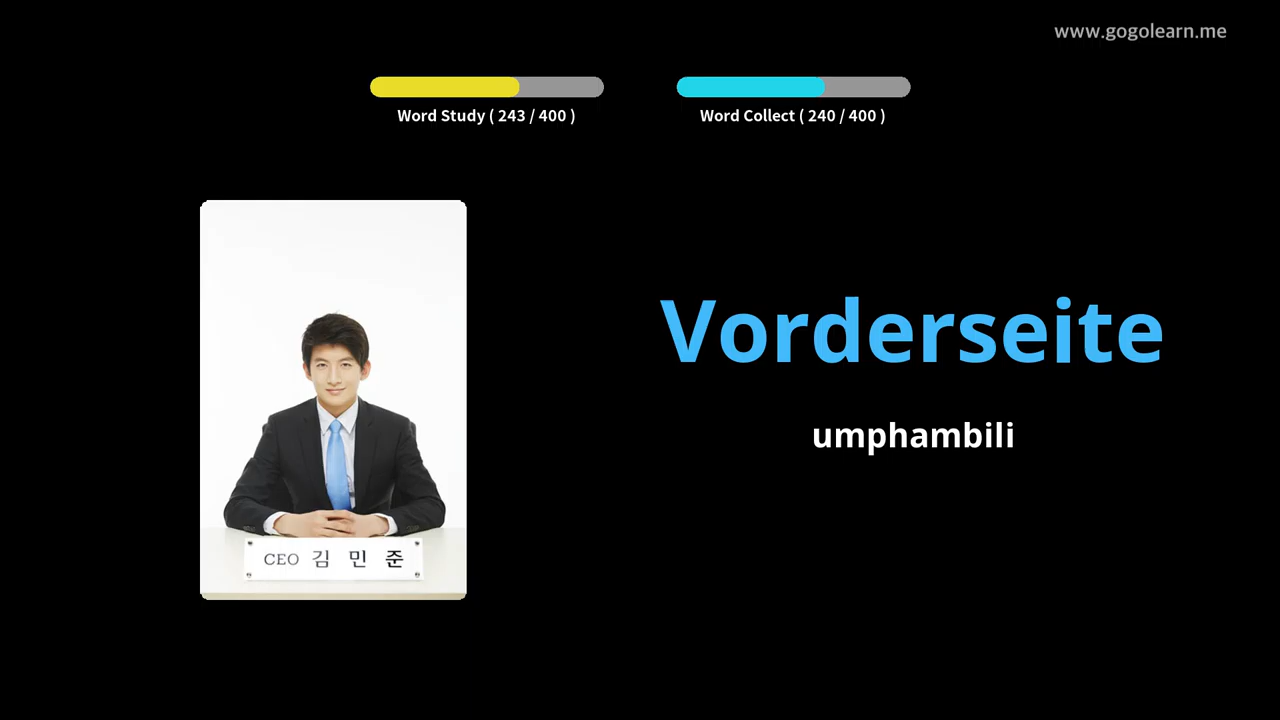 www.gogolearn.me
Word Study ( 243 / 400 )
Word Collect ( 240 / 400 )
Vorderseite
umphambili
CEO 김 민 준